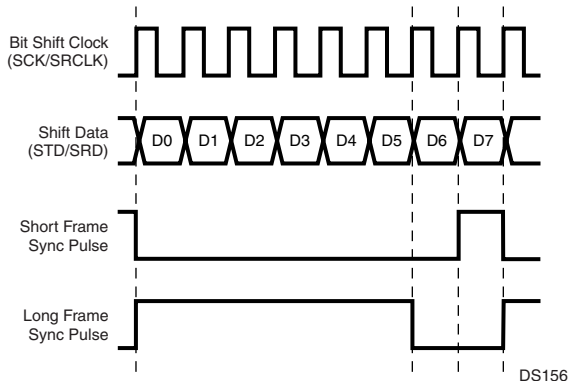 Bit Shift Clock
(SCK/SRCLK)
Shift Data
(STD/SRD)
D0 D1 D2 D3 D4 D5 D6 D7
Short Frame
Sync Pulse
Long Frame
Sync Pulse
DS156